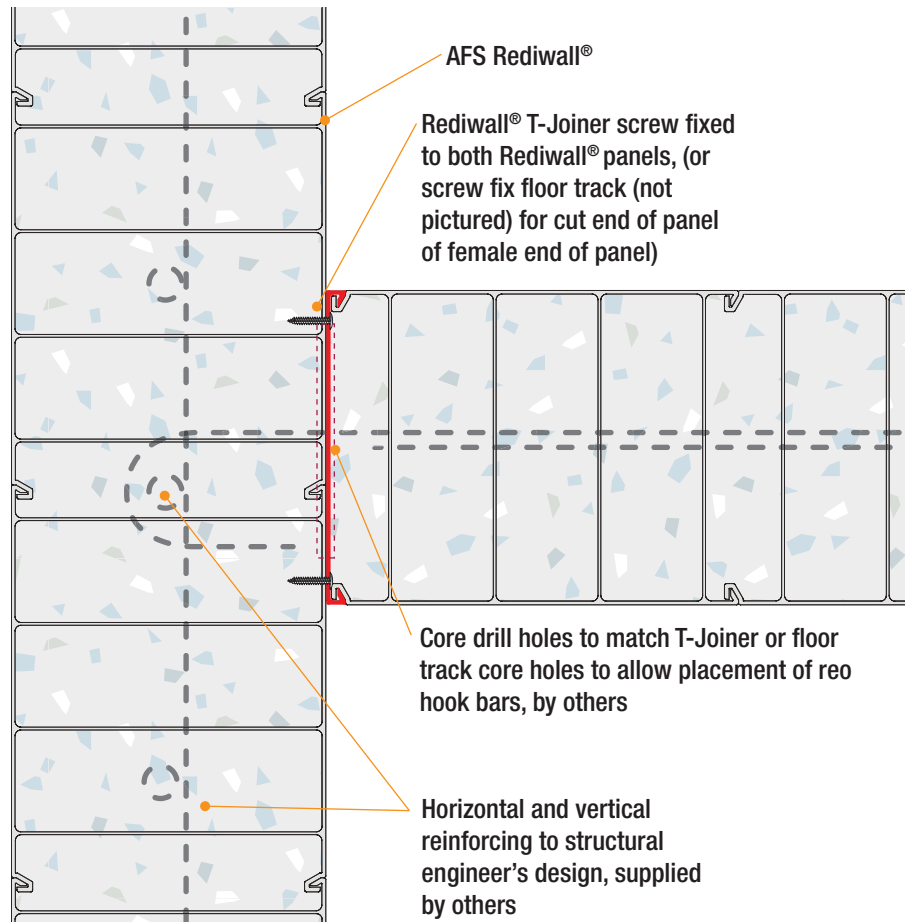 AFS Rediwall®
Rediwall® T-Joiner screw fixed
to both Rediwall® panels, (or
screw fix floor track (not
pictured) for cut end of panel
of female end of panel)
Core drill holes to match T-Joiner or floor
track core holes to allow placement of reo
hook bars, by others
Horizontal and vertical
reinforcing to structural
engineer’s design, supplied
by others